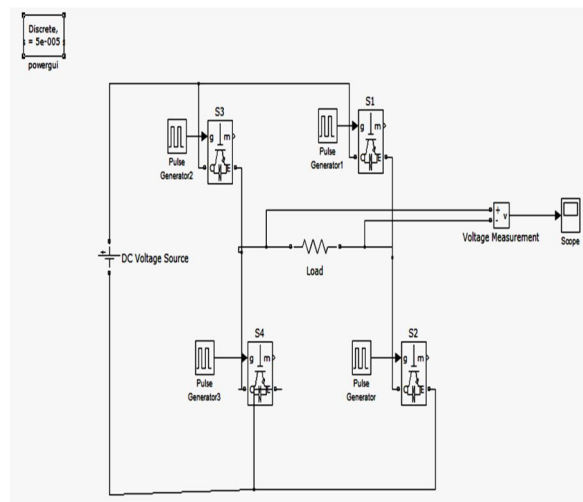 Discrete,
= 5e-005
powergui
S3
g m
C E
Pulse
Generator2
S1
g m
C E
Pulse
Generator1
+
-
v
Voltage Measurement
Scope
DC Voltage Source
Load
S4
g m
C E
Pulse
Generator3
S2
g m
C E
Pulse
Generator